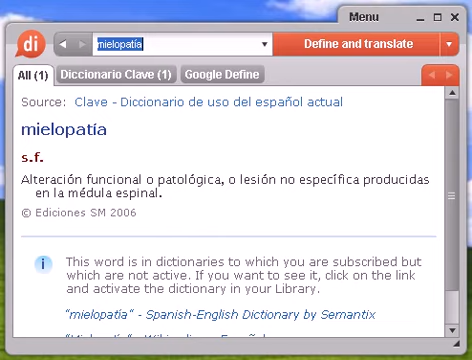 Menu
di
mielopatía
Define and translate
All (1)
Diccionario Clave (1)
Google Define
Source: Clave - Diccionario de uso del español actual
mielopatía
s.f.
Alteración funcional o patológica, o lesión no específica producidas
en la médula espinal.
© Ediciones SM 2006
This word is in dictionaries to which you are subscribed but
which are not active. If you want to see it, click on the link
and activate the dictionary in your Library.
"mielopatía" - Spanish-English Dictionary by Semantix